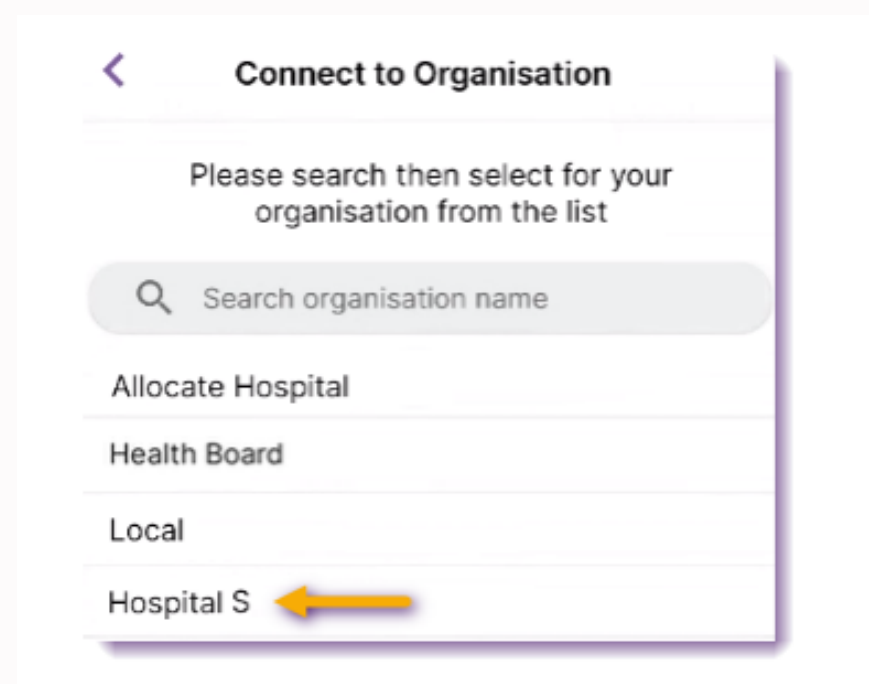 Connect to Organisation
Please search then select for your
organisation from the list
Search organisation name
Allocate Hospital
Health Board
Local
Hospital S